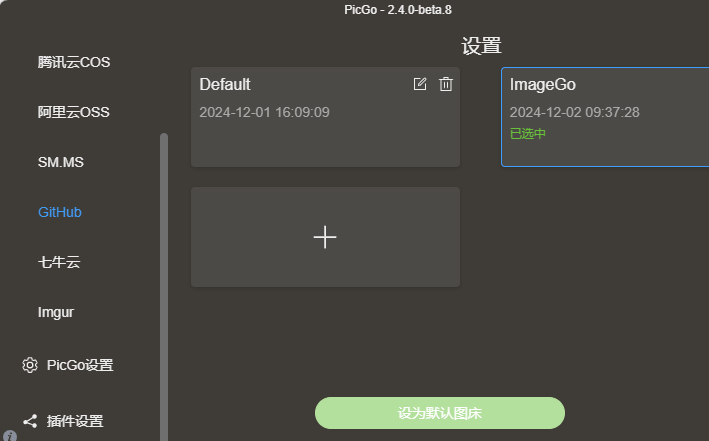 PicGo - 2.4.0-beta.8
腾讯云COS
阿里云OSS
SM.MS
GitHub
七牛云
Imgur
PicGo设置
插件设置
设置
Default
2024-12-01 16:09:09
ImageGo
2024-12-02 09:37:28
已选中
设为默认图床